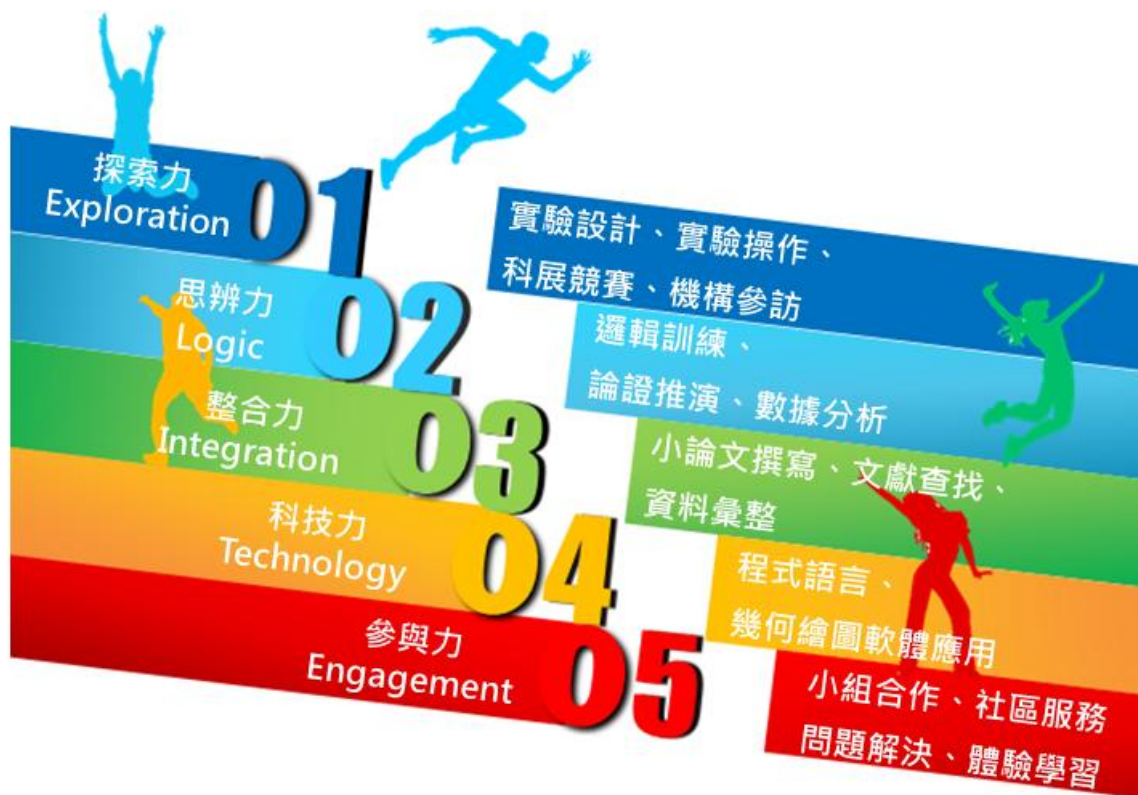 探索力
Exploration
01
實驗設計、實驗操作、
科展競賽、機構參訪
思辨力
Logic
02
邏輯訓練、
論證推演、數據分析
整合力
Integration
03
小論文撰寫、文獻查找、
資料彙整
科技力
Technology
04
程式語言、
幾何繪圖軟體應用
參與力
Engagement
05
小組合作、社區服務
問題解決、體驗學習